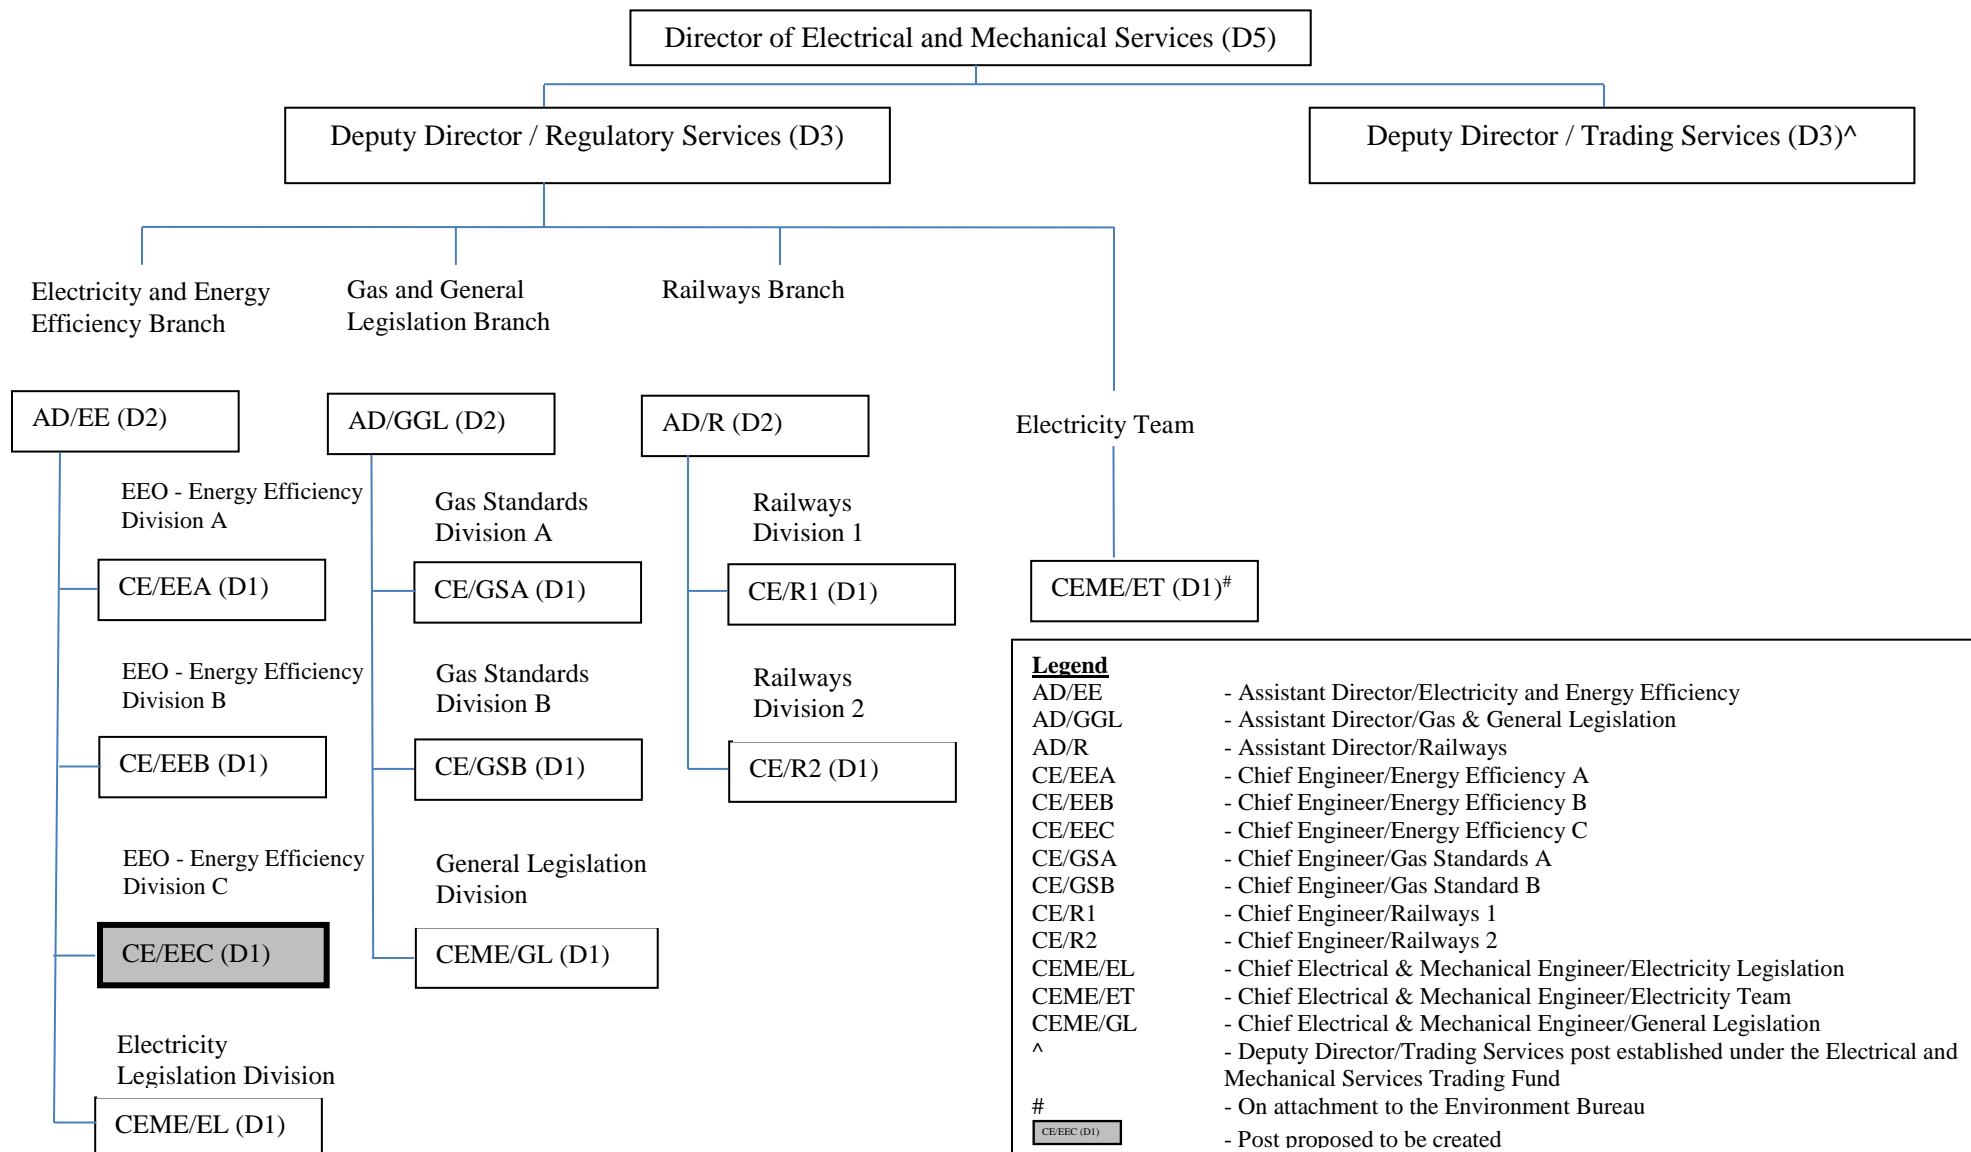 Director of Electrical and Mechanical Services (D5)
Deputy Director / Regulatory Services (D3)
Deputy Director / Trading Services (D3)^
Electricity and Energy
Efficiency Branch
Gas and General
Legislation Branch
Railways Branch
AD/EE (D2)
AD/GGL (D2)
AD/R (D2)
Electricity Team
EEO - Energy Efficiency
Division A
Gas Standards
Division A
Railways
Division 1
CE/EEA (D1)
CE/GSA (D1)
CE/R1 (D1)
CEME/ET (D1)#
EEO - Energy Efficiency
Division B
Gas Standards
Division B
Railways
Division 2
CE/EEB (D1)
CE/GSB (D1)
CE/R2 (D1)
EEO - Energy Efficiency
Division C
General Legislation
Division
CE/EEC (D1)
CEME/GL (D1)
Electricity
Legislation Division
CEME/EL (D1)
Legend
AD/EE - Assistant Director/Electricity and Energy Efficiency
AD/GGL - Assistant Director/Gas & General Legislation
AD/R - Assistant Director/Railways
CE/EEA - Chief Engineer/Energy Efficiency A
CE/EEB - Chief Engineer/Energy Efficiency B
CE/EEC - Chief Engineer/Energy Efficiency C
CE/GSA - Chief Engineer/Gas Standards A
CE/GSB - Chief Engineer/Gas Standard B
CE/R1 - Chief Engineer/Railways 1
CE/R2 - Chief Engineer/Railways 2
CEME/EL - Chief Electrical & Mechanical Engineer/Electricity Legislation
CEME/ET - Chief Electrical & Mechanical Engineer/Electricity Team
CEME/GL - Chief Electrical & Mechanical Engineer/General Legislation
^ - Deputy Director/Trading Services post established under the Electrical and
Mechanical Services Trading Fund
# - On attachment to the Environment Bureau
CE/EEC (D1) - Post proposed to be created